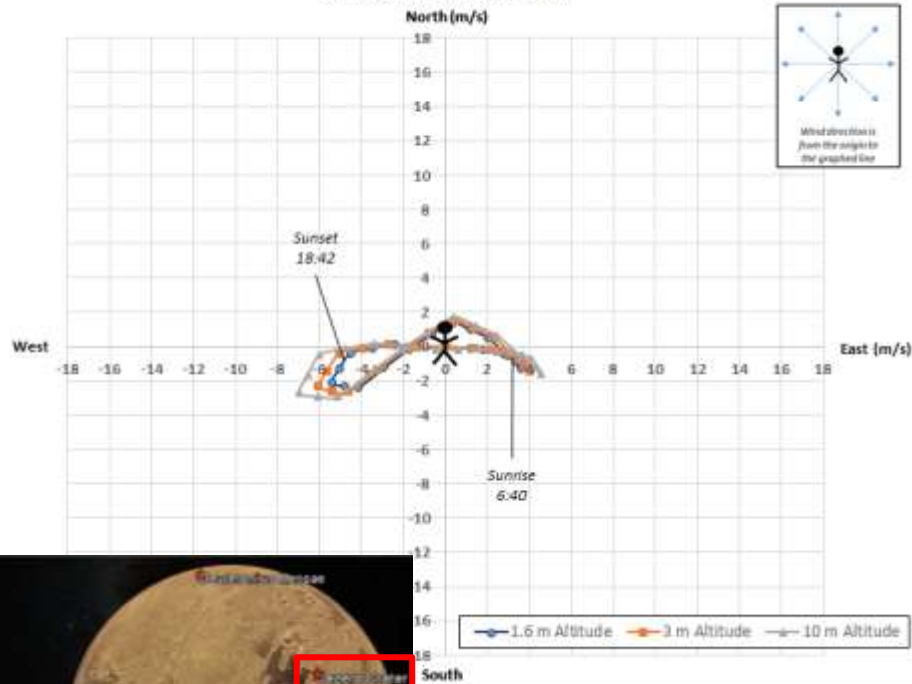 North (m/s)
18
16
14
12
10
8
6
4
2
0
-2
-4
-6
-8
-10
12
14
16
18
South
West
East (m/s)
-18 -16 -14 -12 -10 -8 -6 -4 -2 0 2 4 6 8 10 12 14 16 18
Sunset
18:42
Sunrise
6:40
Wind direction is
from the origin to
the graphed line
1.6 m Altitude 3 m Altitude 10 m Altitude